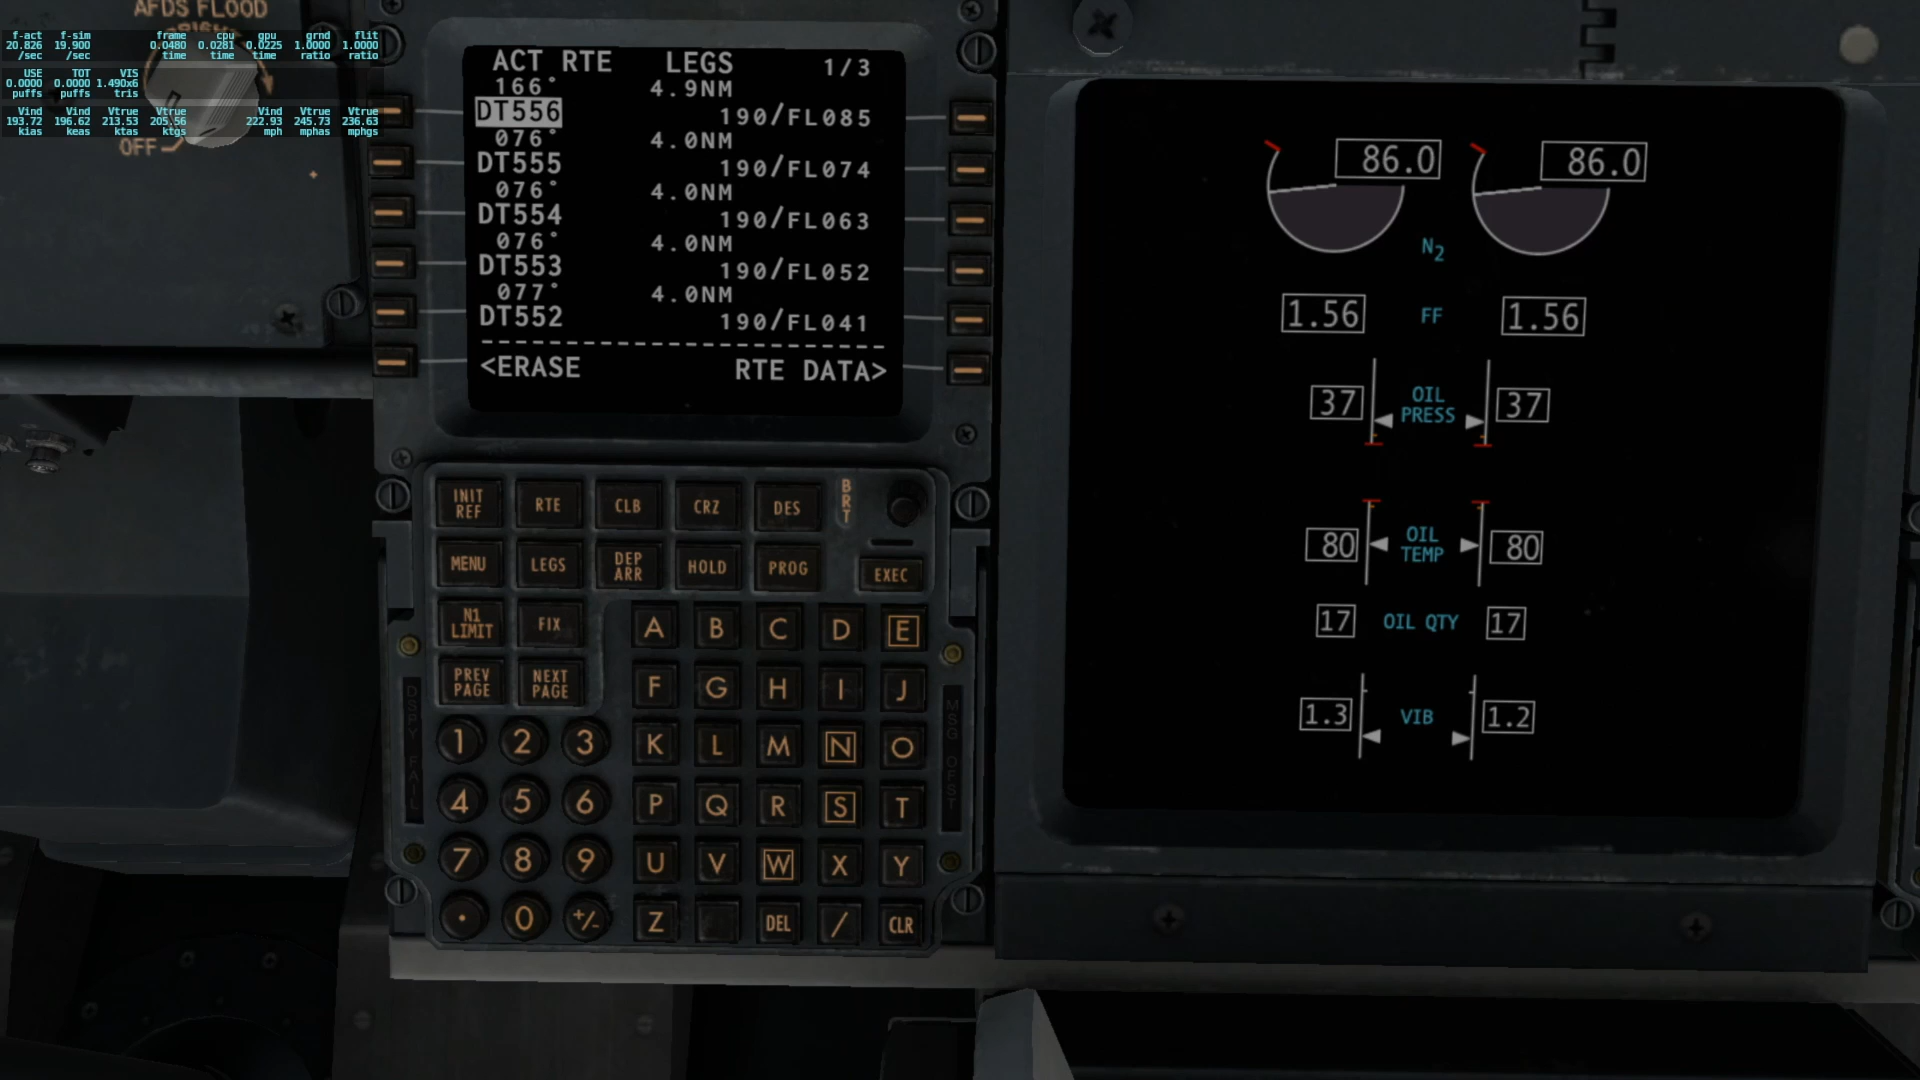 AFDS FLOOD
f-act f-sim frame cpu gpu grnd flit
20.826 19.900 0.0480 0.0281 0.0225 1.0000 1.0000
/sec /sec time time time ratio ratio
USE TOT VIS
0.0000 0.0000 1.490x6
puffs puffs tris
Vind Vind Vtrue Vtrue Vind Vtrue Vtrue
193.72 196.62 213.53 205.56 222.93 245.73 236.63
kias keas ktas ktgs mph mphas mphgs
OFF
ACT RTE LEGS 1/3
166° 4.9NM
DT556 190/FL085
076° 4.0NM
DT555 190/FL074
076° 4.0NM
DT554 190/FL063
076° 4.0NM
DT553 190/FL052
077° 4.0NM
DT552 190/FL041
--------------------------
<ERASE RTE DATA>
INIT REF RTE CLB CRZ DES BRT
MENU LEGS DEP ARR HOLD PROG EXEC
N1 LIMIT FIX
PREV PAGE NEXT PAGE
A B C D E
F G H I J
1 2 3 K L M N O
4 5 6 P Q R S T
7 8 9 U V W X Y
. 0 +/- Z DEL / CLR
DSPY FAIL
MSG OFST
86.0 86.0
N2
1.56 FF 1.56
37 OIL PRESS 37
80 OIL TEMP 80
17 OIL QTY 17
1.3 VIB 1.2